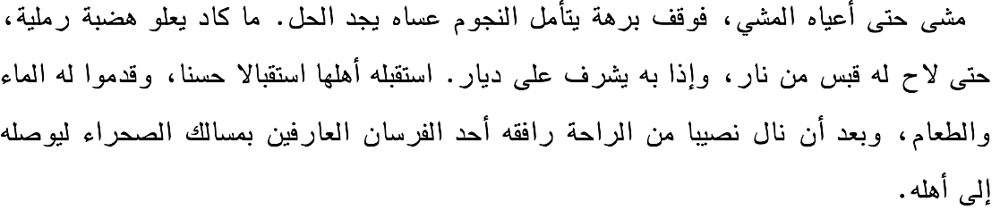 مشى حتى أعياه المشي، فوقف برهة يتأمل النجوم عساه يجد الحل. ما كاد يعلو هضبة رملية،
حتى لاح له قبس من نار، وإذا به يشرف على ديار. استقبله أهلها استقبالا حسنا، وقدموا له الماء
والطعام، وبعد أن نال نصيبا من الراحة رافقه أحد الفرسان العارفين بمسالك الصحراء ليوصله
إلى أهله.